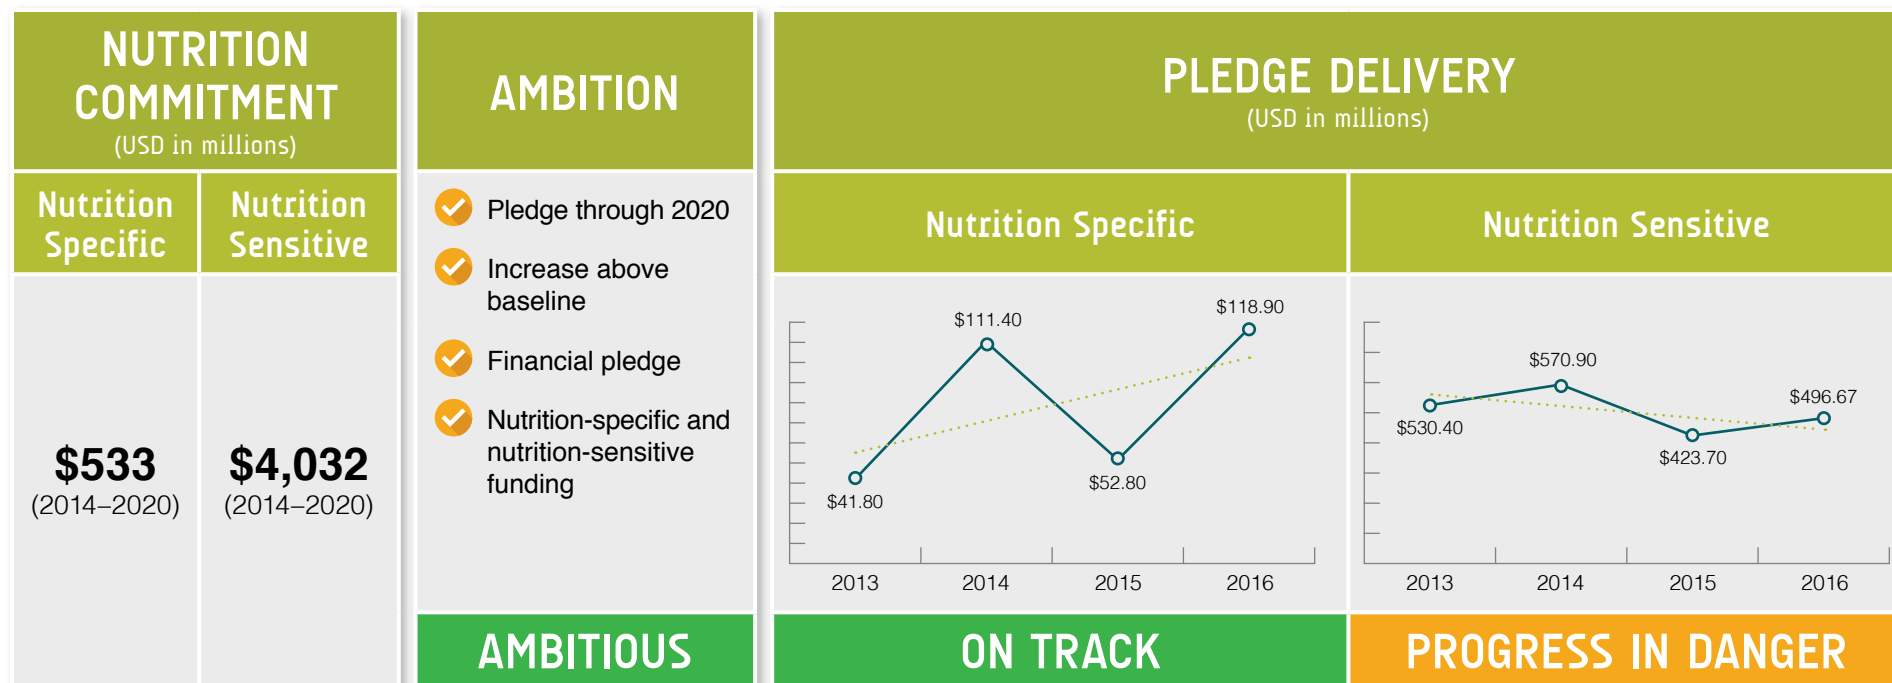 NUTRITION
COMMITMENT
(USD in millions)
Nutrition
Specific
Nutrition
Sensitive
$533
(2014–2020)
$4,032
(2014–2020)
AMBITION
Pledge through 2020
Increase above
baseline
Financial pledge
Nutrition-specific and
nutrition-sensitive
funding
AMBITIOUS
PLEDGE DELIVERY
(USD in millions)
Nutrition Specific
$41.80
$111.40
$52.80
$118.90
2013
2014
2015
2016
ON TRACK
Nutrition Sensitive
$530.40
$570.90
$423.70
$496.67
2013
2014
2015
2016
PROGRESS IN DANGER